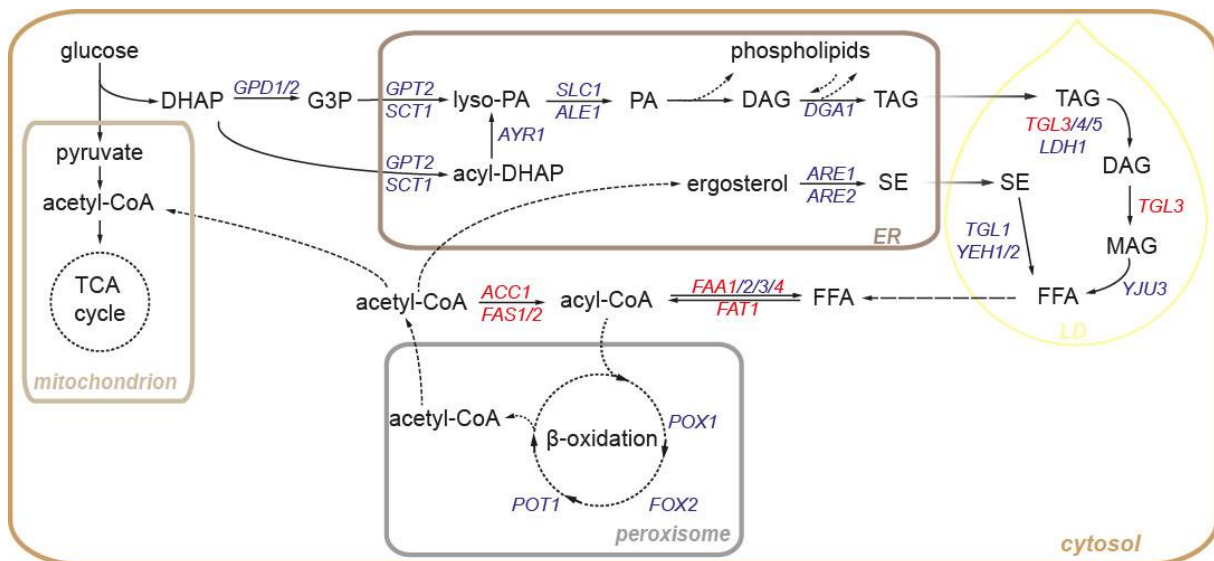 glucose
phospholipids
DHAP
GPD1/2
G3P
GPT2
SCT1
lyso-PA
SLC1
ALE1
PA
DAG
DGA1
TAG
TAG
TGL3/4/5
LDH1
AYR1
pyruvate
GPT2
SCT1
acyl-DHAP
DAG
ergosterol
ARE1
ARE2
SE
SE
acetyl-CoA
TGL3
TGL1
YEH1/2
ER
MAG
TCA
cycle
acetyl-CoA
ACC1
FAS1/2
acyl-CoA
FAA1/2/3/4
FAT1
FFA
FFA
YJU3
LD
mitochondrion
acetyl-CoA
β-oxidation
POX1
POT1
FOX2
peroxisome
cytosol